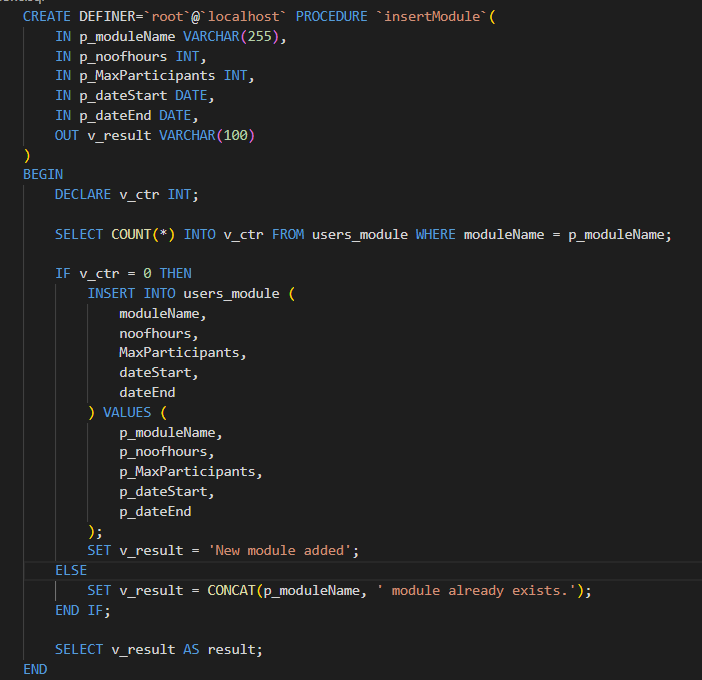 CREATE DEFINER=`root`@`localhost` PROCEDURE `insertModule`(
    IN p_moduleName VARCHAR(255),
    IN p_noofhours INT,
    IN p_MaxParticipants INT,
    IN p_dateStart DATE,
    IN p_dateEnd DATE,
    OUT v_result VARCHAR(100)
)
BEGIN
    DECLARE v_ctr INT;
    SELECT COUNT(*) INTO v_ctr FROM users_module WHERE moduleName = p_moduleName;
    IF v_ctr = 0 THEN
        INSERT INTO users_module (
            moduleName,
            noofhours,
            MaxParticipants,
            dateStart,
            dateEnd
        ) VALUES (
            p_moduleName,
            p_noofhours,
            p_MaxParticipants,
            p_dateStart,
            p_dateEnd
        );
        SET v_result = 'New module added';
    ELSE
        SET v_result = CONCAT(p_moduleName, ' module already exists.');
    END IF;
    SELECT v_result AS result;
END